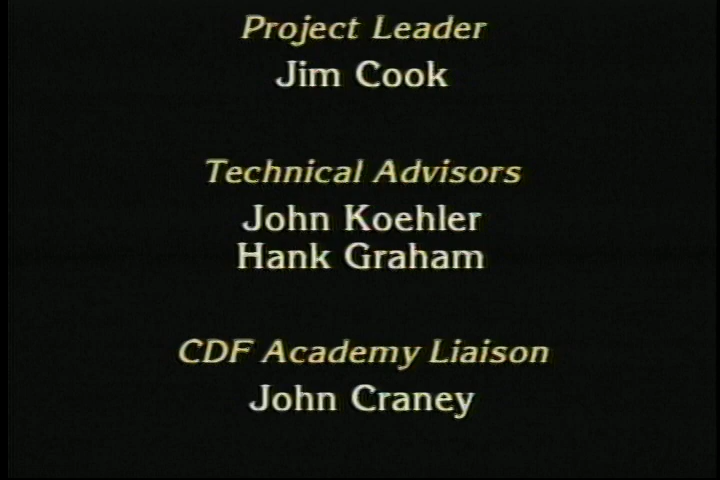 Project Leader
Jim Cook
Technical Advisors
John Koehler
Hank Graham
CDF Academy Liaison
John Craney